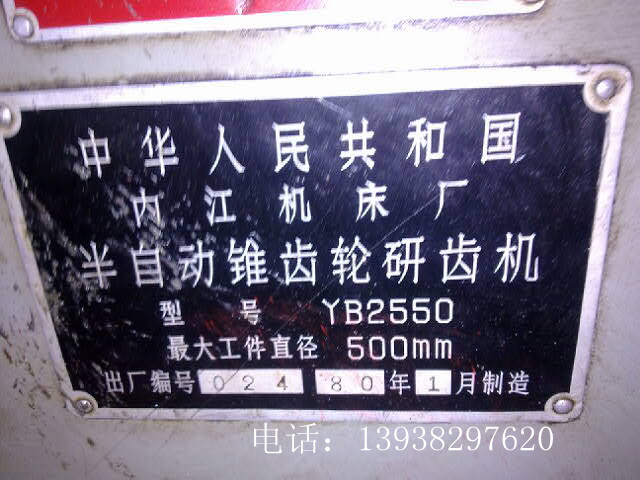 中华人民共和国
内江机床厂
半自动锥齿轮研齿机
型 号 YB2550
最大工件直径 500mm
出厂编号 024 80年1月制造
电话：13938297620